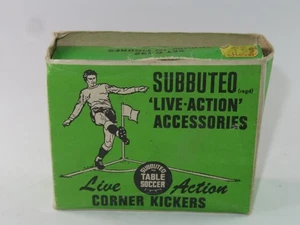 SUBBUTEO (regd)
'LIVE-ACTION'
ACCESSORIES
SUBBUTEO
TABLE
SOCCER
Live Action
CORNER KICKERS